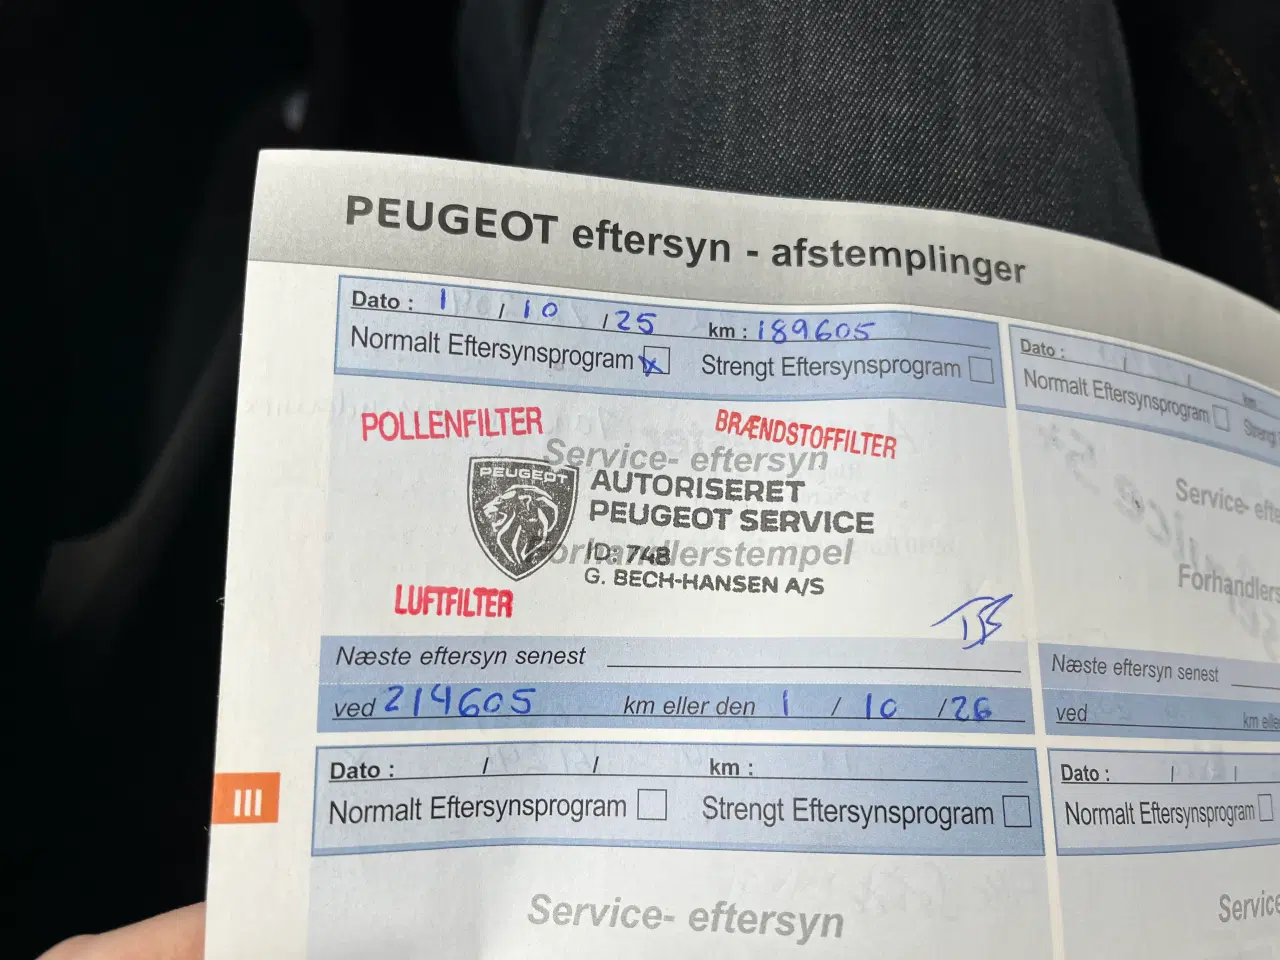 PEUGEOT eftersyn - afstemplinger
Dato : 1 / 10 / 25 km : 189605
Normalt Eftersynsprogram Strengt Eftersynsprogram
POLLENFILTER BRÆNDSTOFFILTER
Service- eftersyn
PEUGEOT
AUTORISERET
PEUGEOT SERVICE
Forhandlerstempel
ID: 748
G. BECH-HANSEN A/S
LUFTFILTER
Næste eftersyn senest
ved 214605 km eller den 1 / 10 / 26
Dato : / / km :
Normalt Eftersynsprogram Strengt Eftersynsprogram
Service- eftersyn
III
Dato : / / km
Normalt Eftersynsprogram
Service-
Næste eftersyn senest
ved km
Dato : / /
Normalt Eftersynsprogram